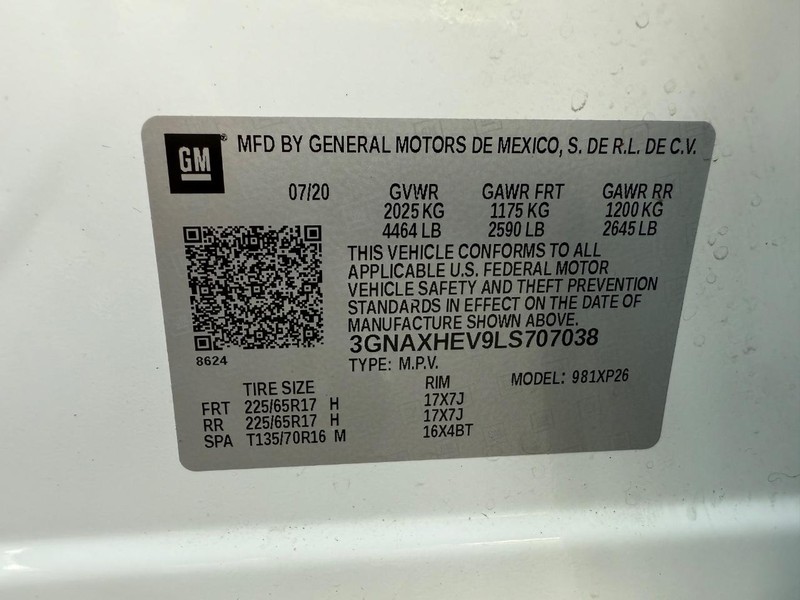 GM® MFD BY GENERAL MOTORS DE MEXICO, S. DE R.L. DE C.V.
07/20 GVWR GAWR FRT GAWR RR
2025 KG 1175 KG 1200 KG
4464 LB 2590 LB 2645 LB
THIS VEHICLE CONFORMS TO ALL
APPLICABLE U.S. FEDERAL MOTOR
VEHICLE SAFETY AND THEFT PREVENTION
STANDARDS IN EFFECT ON THE DATE OF
MANUFACTURE SHOWN ABOVE.
3GNAXHEV9LS707038
8624
TYPE: M.P.V. MODEL: 981XP26
TIRE SIZE RIM
FRT 225/65R17 H 17X7J
RR 225/65R17 H 17X7J
SPA T135/70R16 M 16X4BT